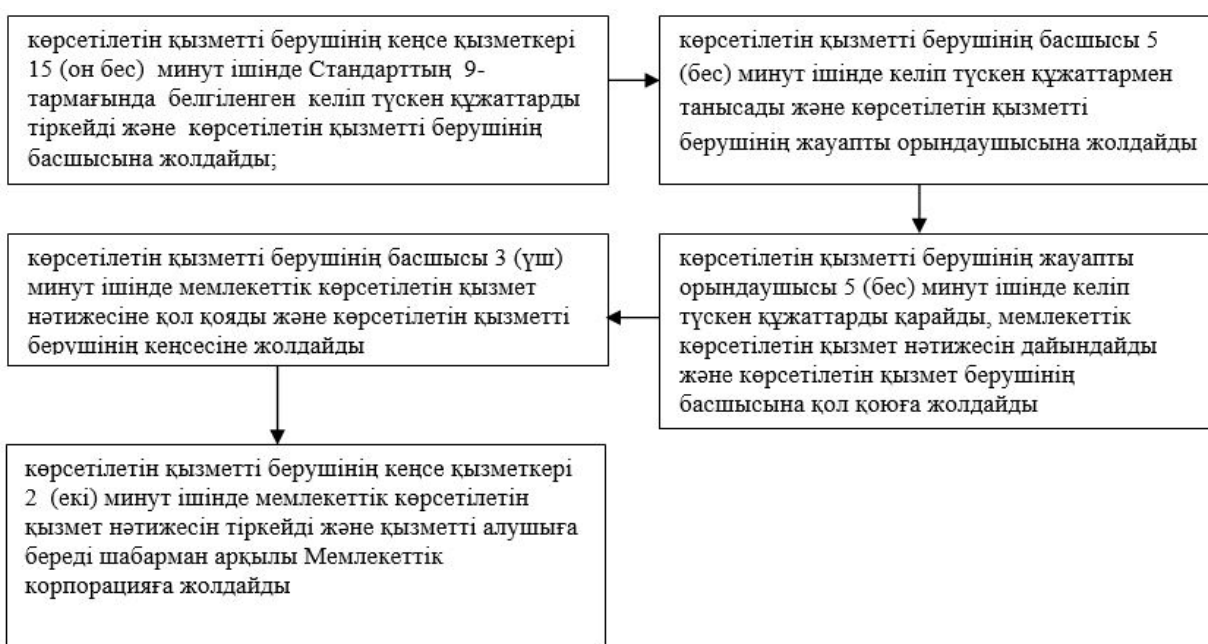 көрсетілетін қызметті берушінің кеңсе қызметкері
15 (он бес) минут ішінде Стандарттың 9-
тармағында белгіленген келіп түскен құжаттарды
тіркейді және көрсетілетін қызметті берушінің
басшысына жолдайды;
көрсетілетін қызметті берушінің басшысы 5
(бес) минут ішінде келіп түскен құжаттармен
танысады және көрсетілетін қызметті
берушінің жауапты орындаушысына жолдайды
көрсетілетін қызметті берушінің жауапты
орындаушысы 5 (бес) минут ішінде келіп
түскен құжаттарды қарайды, мемлекеттік
көрсетілетін қызмет нәтижесін дайындайды
және көрсетілетін қызмет берушінің
басшысына қол қоюға жолдайды
көрсетілетін қызметті берушінің басшысы 3 (үш)
минут ішінде мемлекеттік көрсетілетін қызмет
нәтижесіне қол қояды және көрсетілетін қызметті
берушінің кеңсесіне жолдайды
көрсетілетін қызметті берушінің кеңсе қызметкері
2 (екі) минут ішінде мемлекеттік көрсетілетін
қызмет нәтижесін тіркейді және қызметті алушыға
береді шабарман арқылы Мемлекеттік
корпорацияға жолдайды